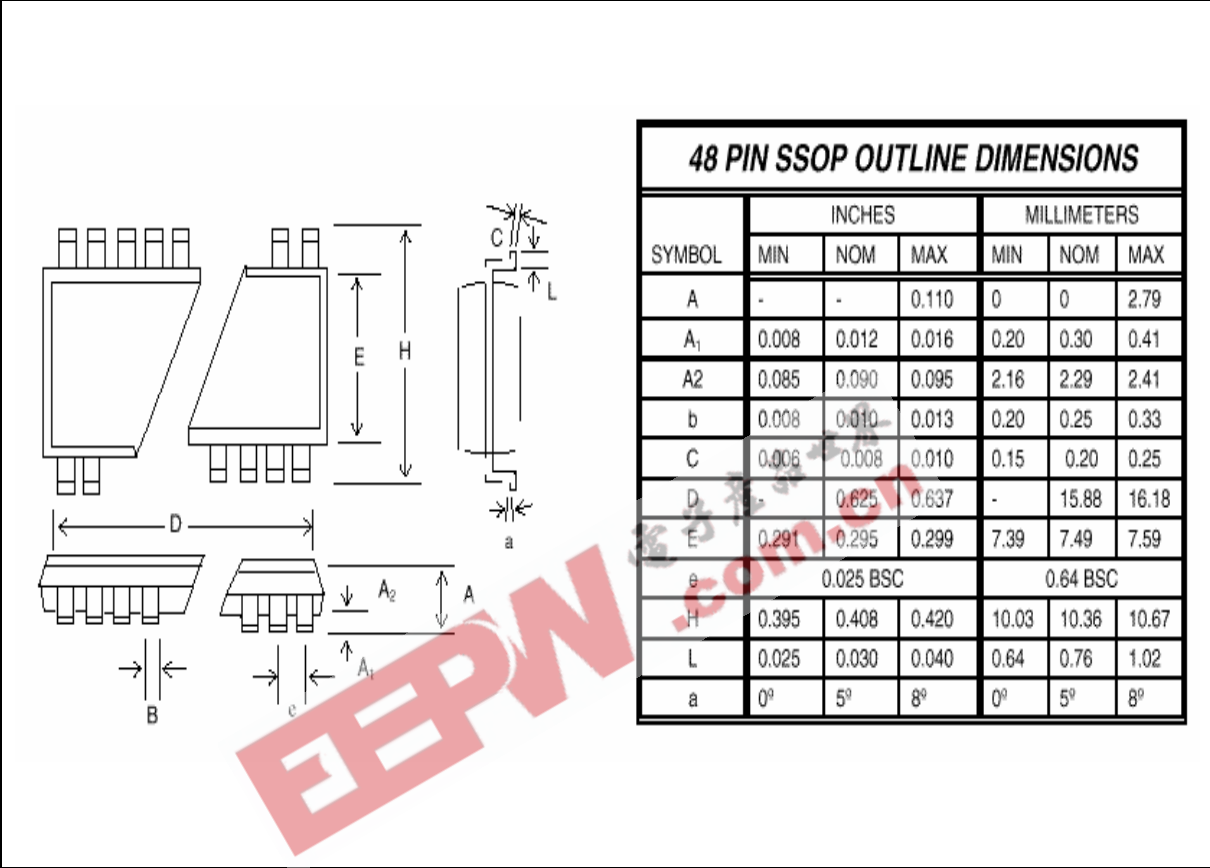 48 PIN SSOP OUTLINE DIMENSIONS
INCHES MILLIMETERS
SYMBOL MIN NOM MAX MIN NOM MAX
A - - 0.110 0 0 2.79
A1 0.008 0.012 0.016 0.20 0.30 0.41
A2 0.085 0.090 0.095 2.16 2.29 2.41
b 0.008 0.010 0.013 0.20 0.25 0.33
C 0.006 0.008 0.010 0.15 0.20 0.25
D - 0.625 0.637 - 15.88 16.18
E 0.291 0.295 0.299 7.39 7.49 7.59
e 0.025 BSC 0.64 BSC
H 0.395 0.408 0.420 10.03 10.36 10.67
L 0.025 0.030 0.040 0.64 0.76 1.02
a 0º 5º 8º 0º 5º 8º
C
L
E
H
D
a
A2
A
A1
B
e
EEPW
.com.cn
電子產品世界